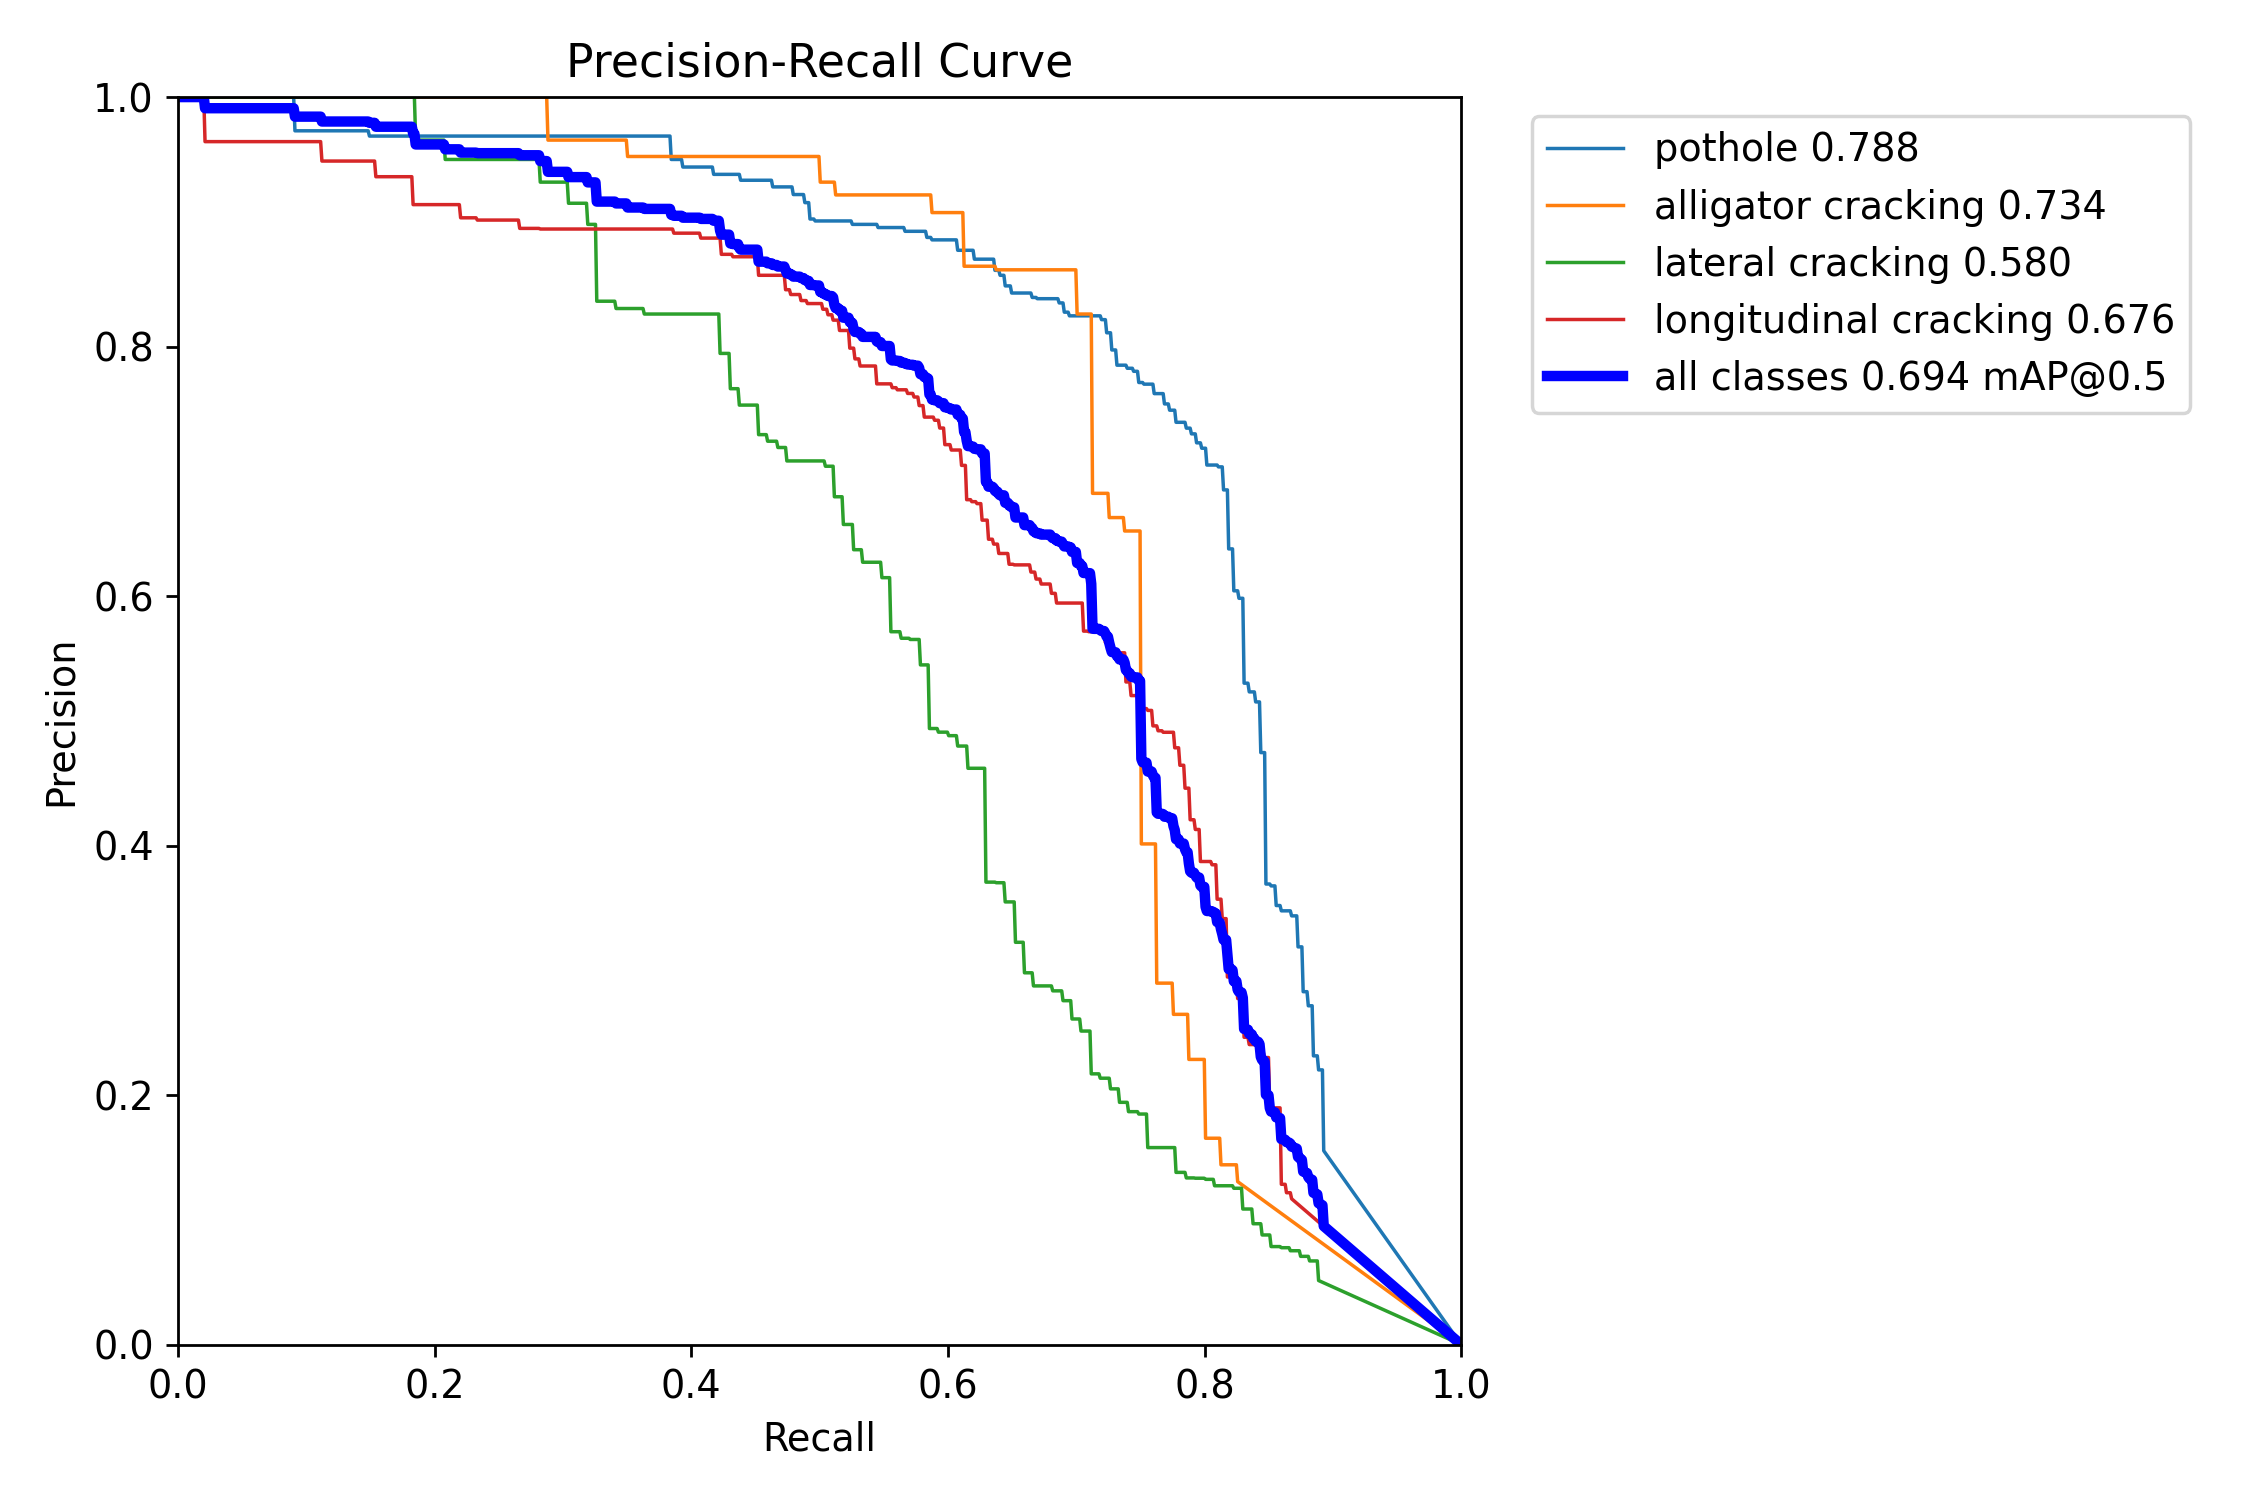 Precision-Recall Curve
1.0
0.8
0.6
0.4
0.2
0.0
Precision
0.0 0.2 0.4 0.6 0.8 1.0
Recall
pothole 0.788
alligator cracking 0.734
lateral cracking 0.580
longitudinal cracking 0.676
all classes 0.694 mAP@0.5